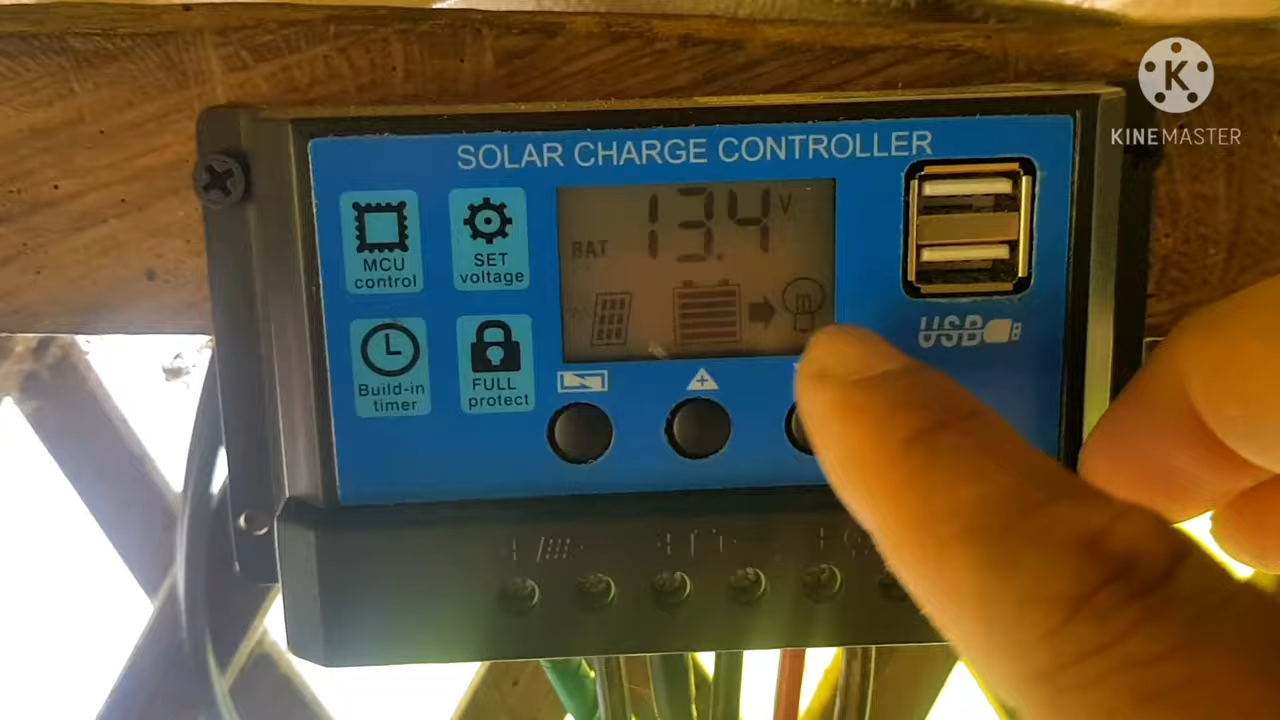 SOLAR CHARGE CONTROLLER
MCU
control
SET
voltage
Build-in
timer
FULL
protect
13.4 V
BAT
USB
K
KINEMASTER